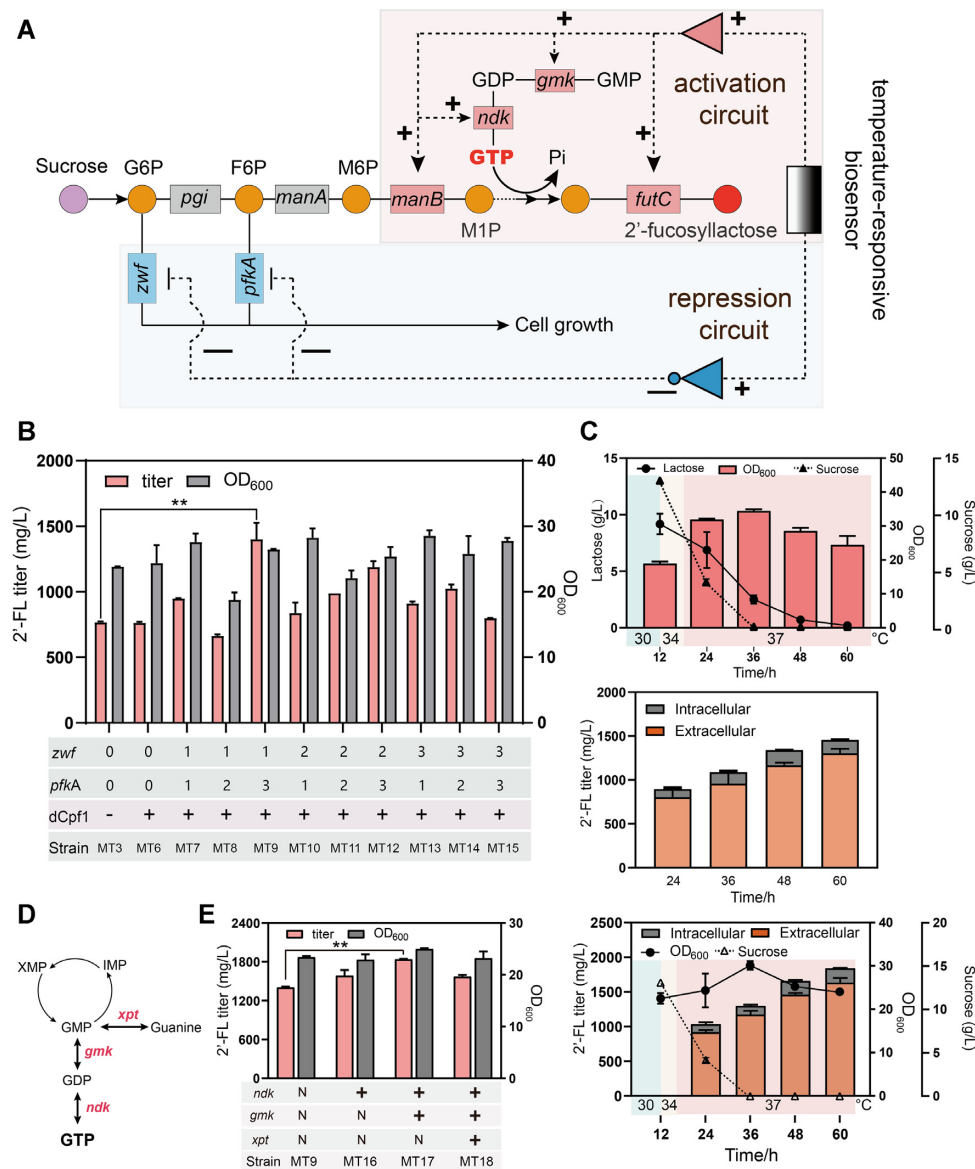 A
+
+
activation
circuit
GDP
gmk
GMP
+
ndk
+
+
GTP
Pi
temperature-responsive
biosensor
Sucrose
G6P
F6P
M6P
pgi
manA
manB
futC
M1P
2'-fucosyllactose
zwf
pfkA
repression
circuit
Cell growth
+
B
titer
OD600
**
2'-FL titer (mg/L)
2000
1500
1000
500
0
40
30
20
10
0
OD600
zwf 0 0 1 1 1 2 2 2 3 3 3
pfkA 0 0 1 2 3 1 2 3 1 2 3
dCpf1 - + + + + + + + + + +
Strain MT3 MT6 MT7 MT8 MT9 MT10 MT11 MT12 MT13 MT14 MT15
C
Lactose OD600 Sucrose
Lactose (g/L)
15
10
5
0
50
40
30
20
10
0
OD600
15
10
5
0
Sucrose (g/L)
30 34 37 °C
12 24 36 48 60
Time/h
Intracellular
Extracellular
2'-FL titer (mg/L)
2000
1500
1000
500
0
24 36 48 60
Time/h
D
XMP
IMP
GMP
xpt
Guanine
gmk
GDP
ndk
GTP
E
titer
OD600
**
2'-FL titer (mg/L)
2400
1800
1200
600
0
30
20
10
0
OD600
ndk N + + +
gmk N N + +
xpt N N N +
Strain MT9 MT16 MT17 MT18
Intracellular Extracellular
OD600 Sucrose
2'-FL titer (mg/L)
2500
2000
1500
1000
500
0
40
30
20
10
0
OD600
20
15
10
5
0
Sucrose (g/L)
30 34 37 °C
12 24 36 48 60
Time/h